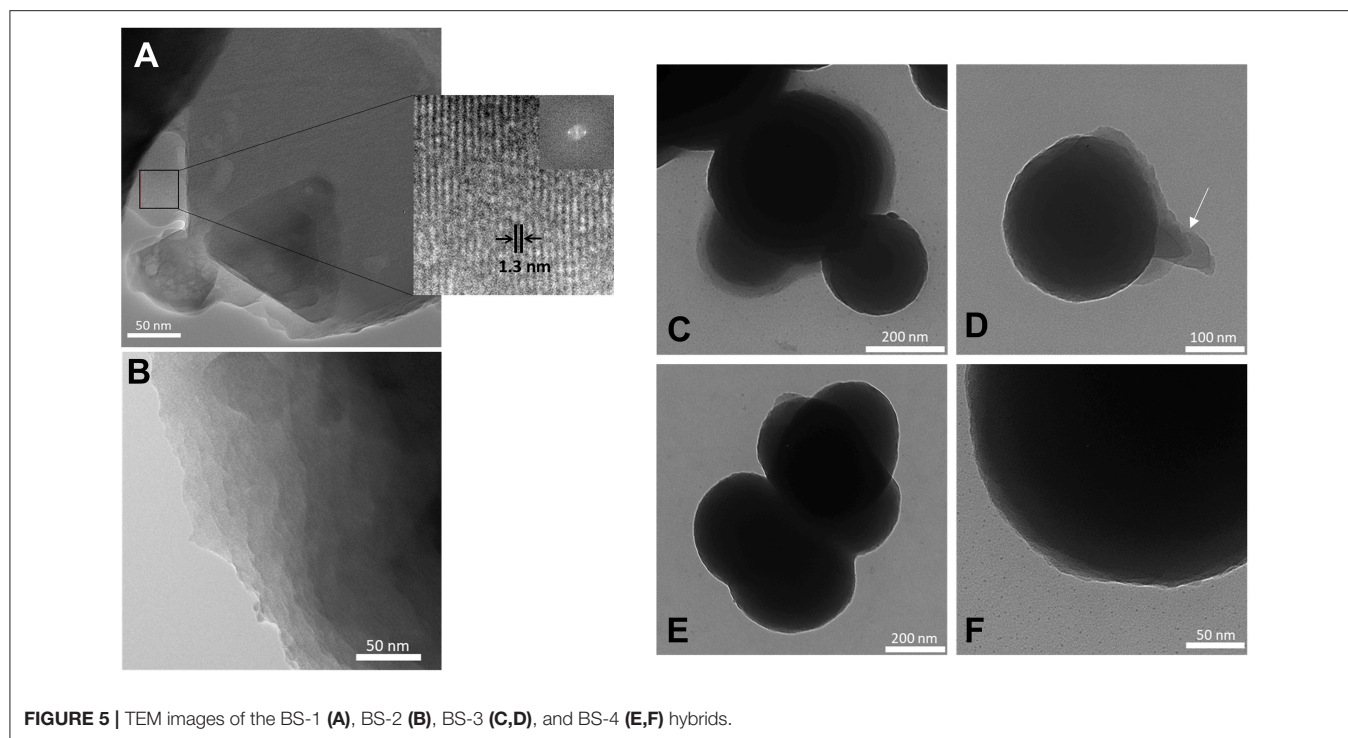 A
50 nm
1.3 nm
B
50 nm
C
200 nm
D
100 nm
E
200 nm
F
50 nm
FIGURE 5 | TEM images of the BS-1 (A), BS-2 (B), BS-3 (C,D), and BS-4 (E,F) hybrids.